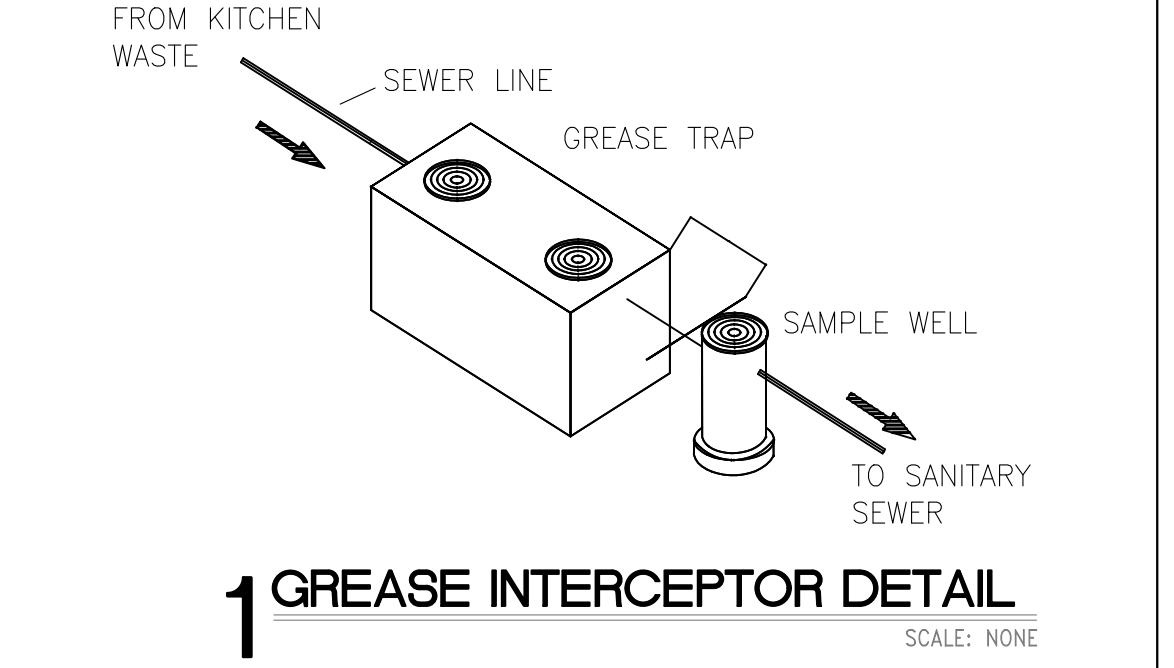 FROM KITCHEN
WASTE
SEWER LINE
GREASE TRAP
SAMPLE WELL
TO SANITARY
SEWER
1 GREASE INTERCEPTOR DETAIL
SCALE: NONE